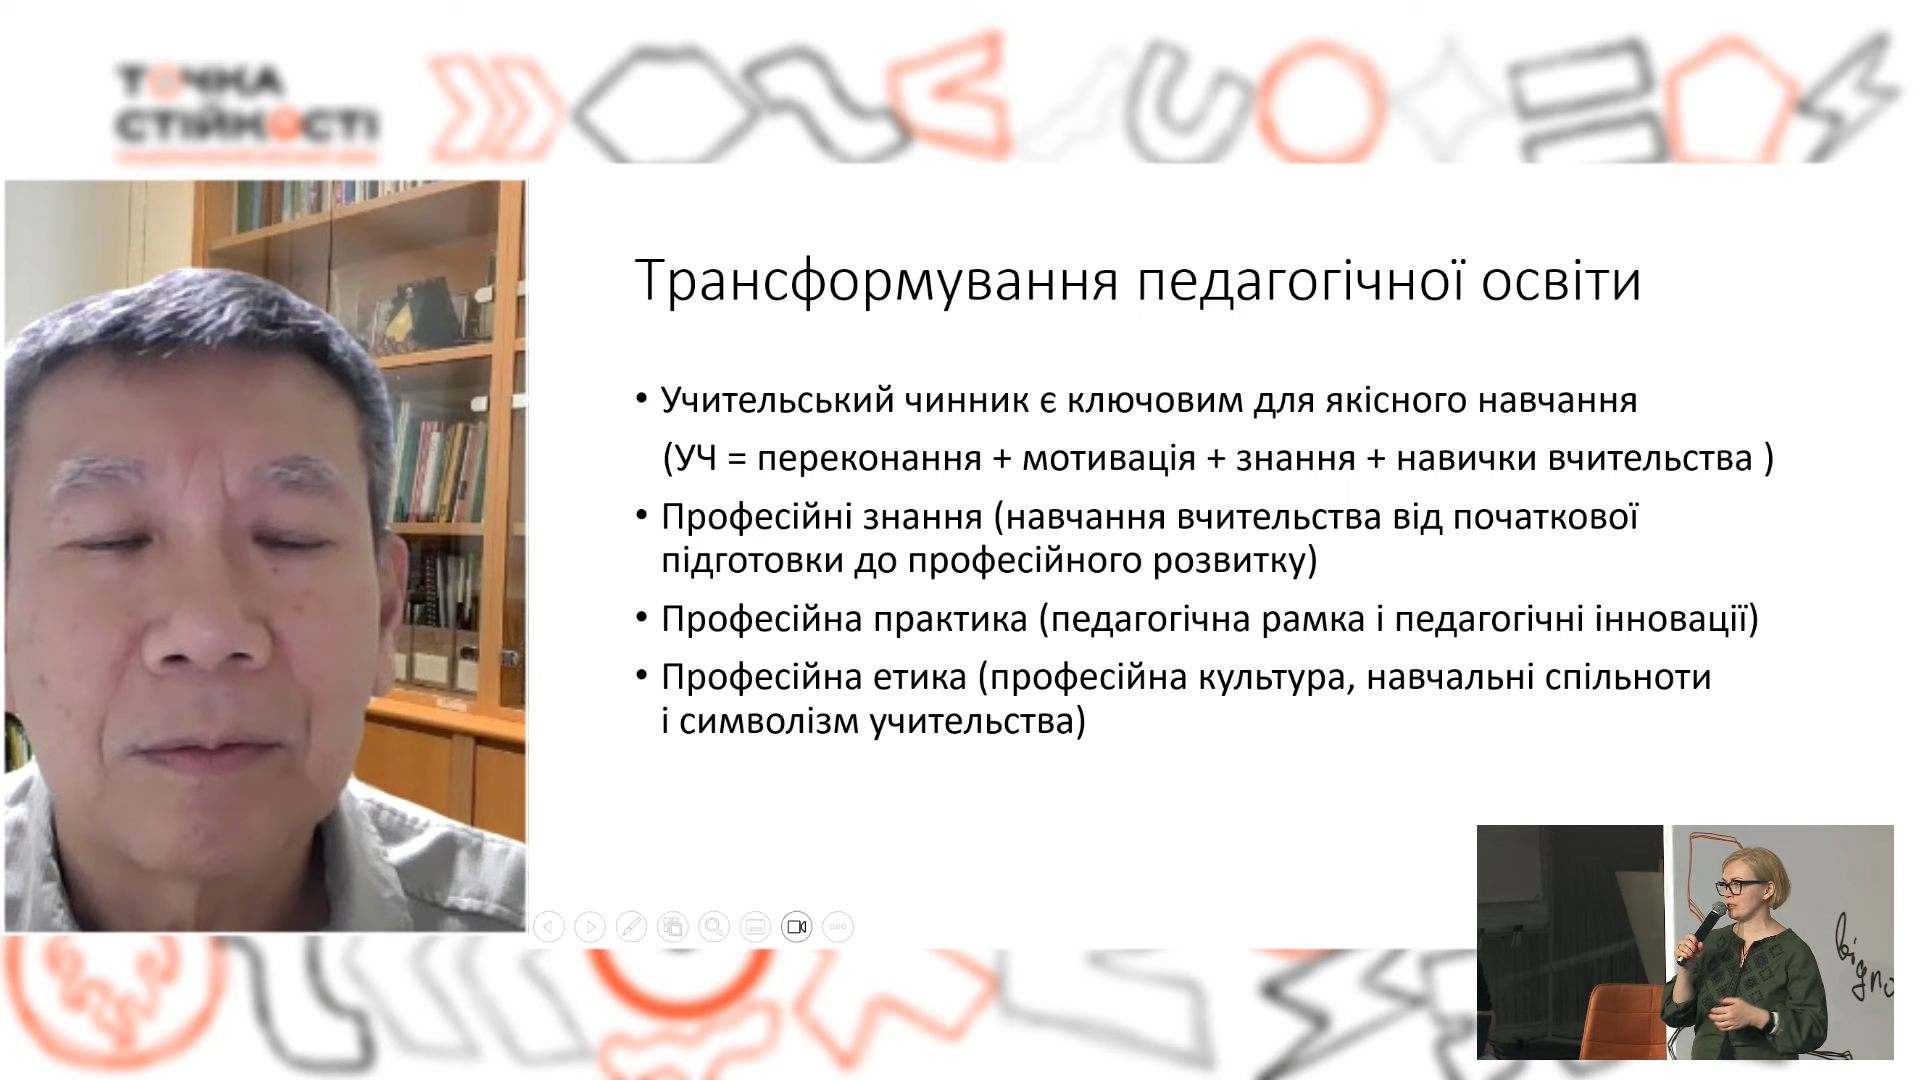 ТОЧКА
СТІЙКОСТІ
Трансформування педагогічної освіти
• Учительський чинник є ключовим для якісного навчання
(УЧ = переконання + мотивація + знання + навички вчительства )
• Професійні знання (навчання вчительства від початкової
підготовки до професійного розвитку)
• Професійна практика (педагогічна рамка і педагогічні інновації)
• Професійна етика (професійна культура, навчальні спільноти
і символізм учительства)